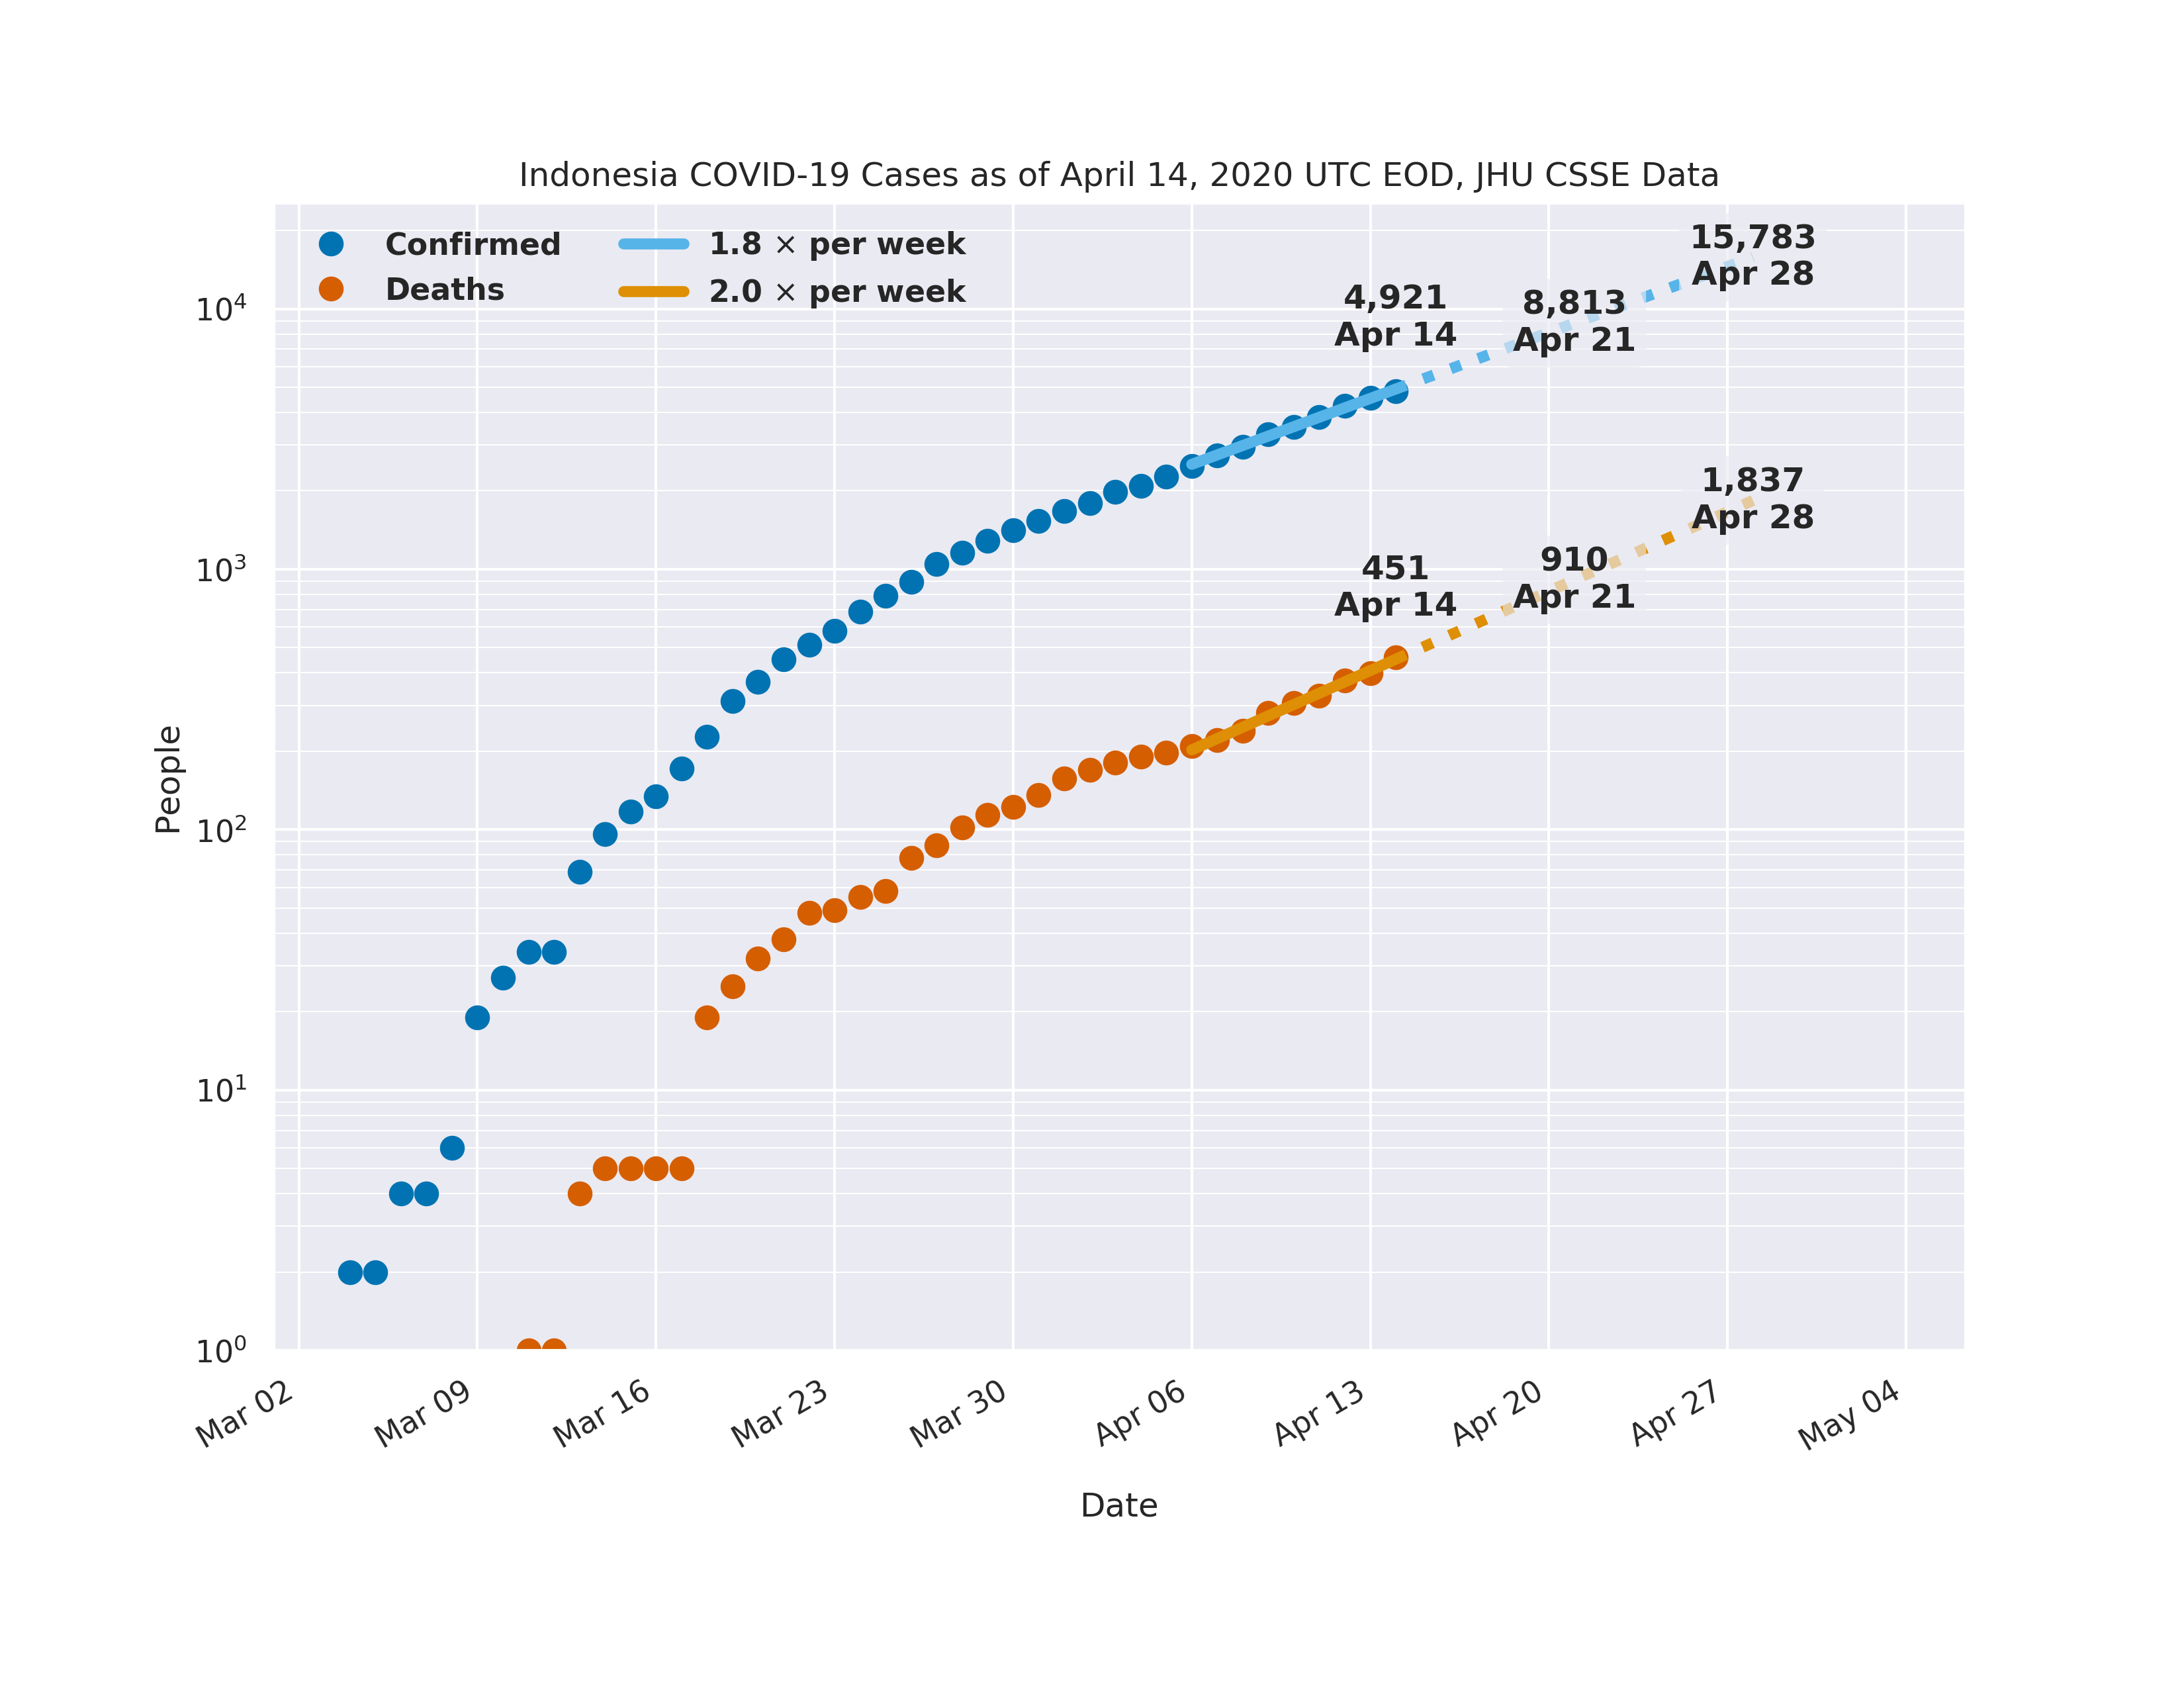 Indonesia COVID-19 Cases as of April 14, 2020 UTC EOD, JHU CSSE Data
Confirmed
Deaths
1.8 × per week
2.0 × per week
15,783
Apr 28
4,921
Apr 14
8,813
Apr 21
1,837
Apr 28
451
Apr 14
910
Apr 21
People
10⁴
10³
10²
10¹
10⁰
Mar 02
Mar 09
Mar 16
Mar 23
Mar 30
Apr 06
Apr 13
Apr 20
Apr 27
May 04
Date